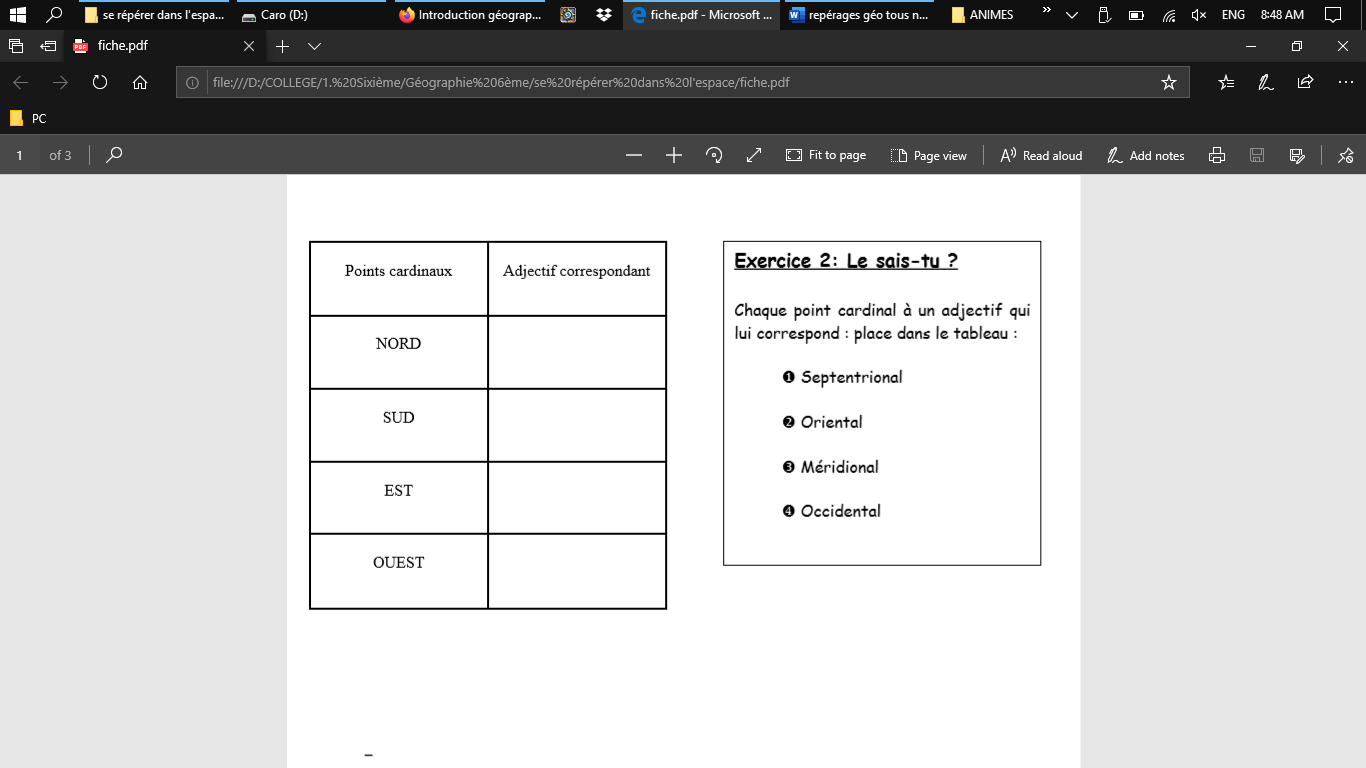 se répérer dans l'espa...
Caro (D:)
Introduction géograp...
fiche.pdf - Microsoft ...
repérages géo tous n...
ANIMES
ENG
8:48 AM
fiche.pdf
file:///D:/COLLEGE/1.%20Sixième/Géographie%206ème/se%20répérer%20dans%20l'espace/fiche.pdf
PC
1 of 3
Fit to page
Page view
Read aloud
Add notes
Points cardinaux
Adjectif correspondant
NORD
SUD
EST
OUEST
Exercice 2: Le sais-tu ?
Chaque point cardinal à un adjectif qui
lui correspond : place dans le tableau :
❶ Septentrional
❷ Oriental
❸ Méridional
❹ Occidental
–